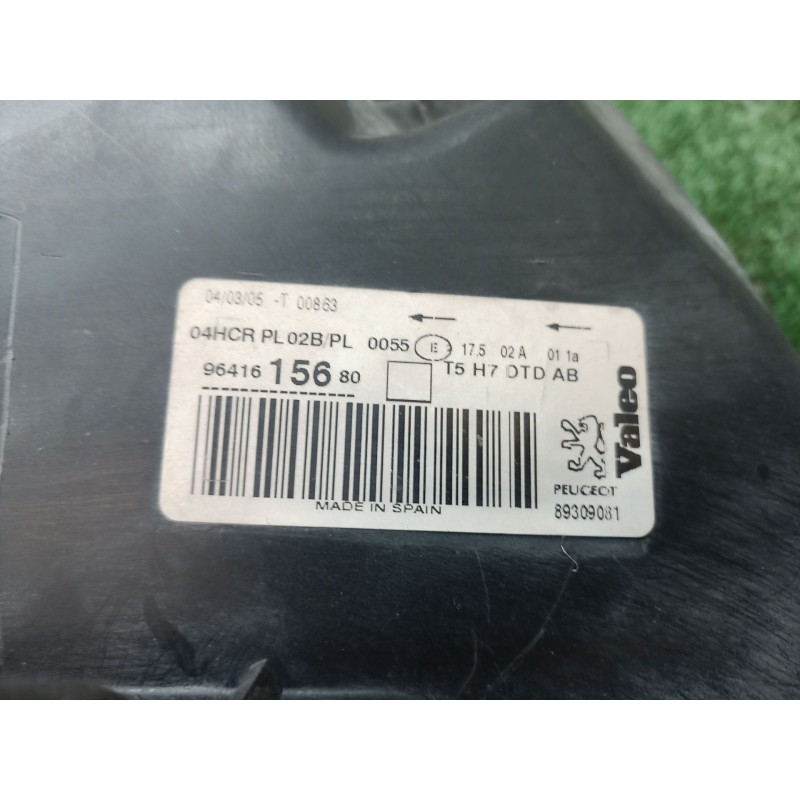 04/03/05 -T 00863
04HCR PL 02B/PL 0055 E 17.5 02 A 01 1a
96416 156 80 T5 H7 DTD AB
Valeo
PEUGEOT
MADE IN SPAIN
89309081